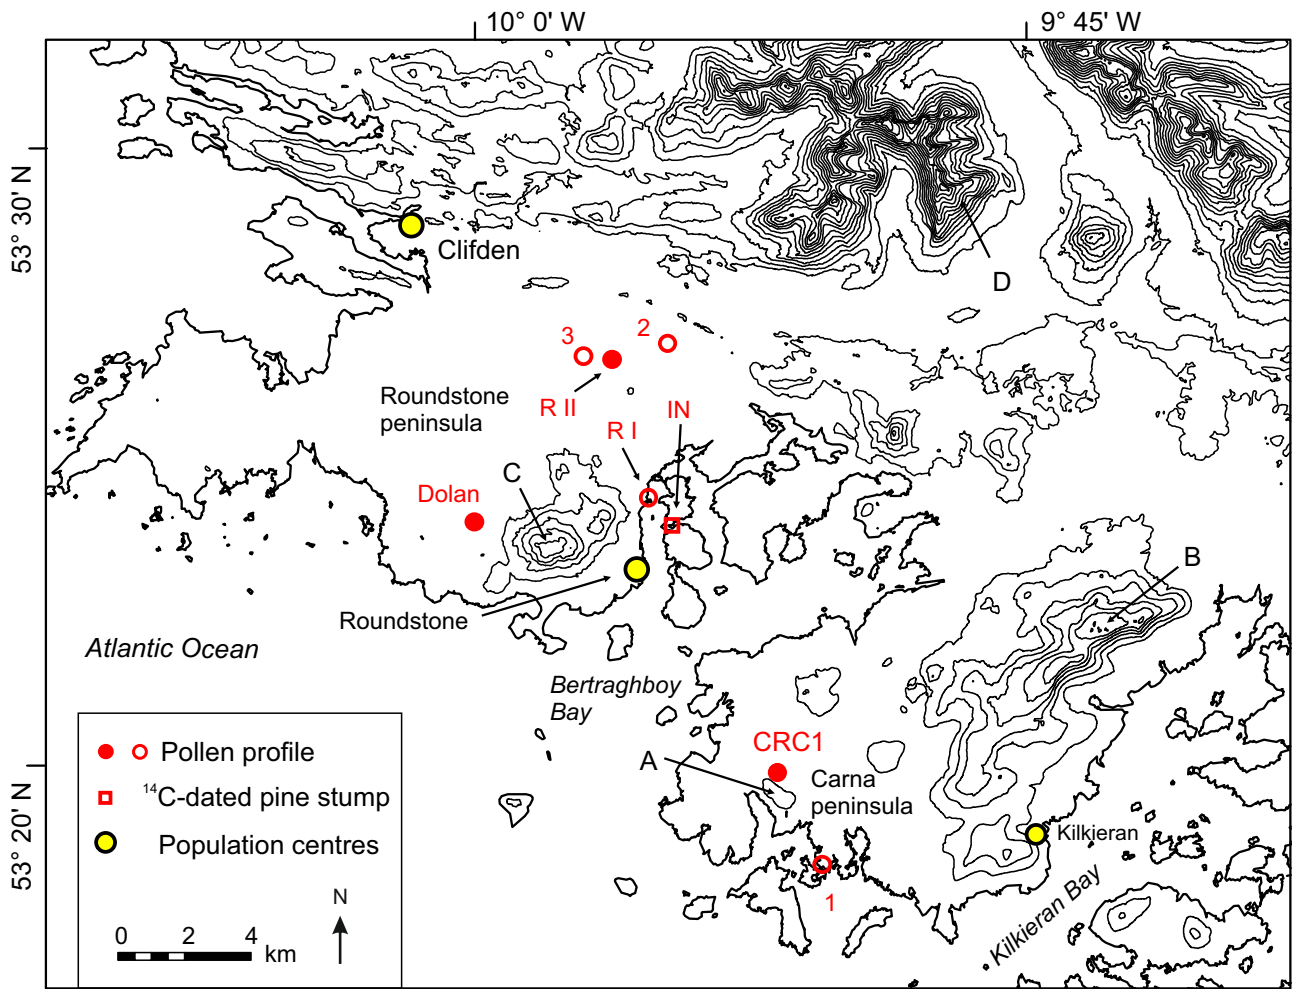 10° 0' W
9° 45' W
53° 30' N
Clifden
D
3
2
Roundstone
peninsula
R II
IN
R I
C
Dolan
B
Roundstone
Atlantic Ocean
Bertraghboy
Bay
CRC1
A
Carna
peninsula
53° 20' N
Kilkieran
1
Kilkieran Bay
Pollen profile
14C-dated pine stump
Population centres
N
0 2 4
km